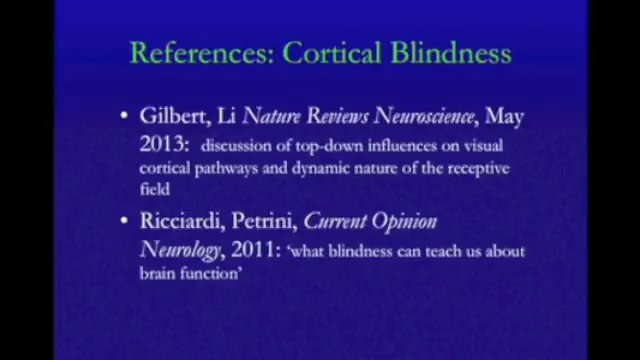 References: Cortical Blindness
• Gilbert, Li Nature Reviews Neuroscience, May
2013: discussion of top-down influences on visual
cortical pathways and dynamic nature of the receptive
field
• Ricciardi, Petrini, Current Opinion
Neurology, 2011: ‘what blindness can teach us about
brain function’